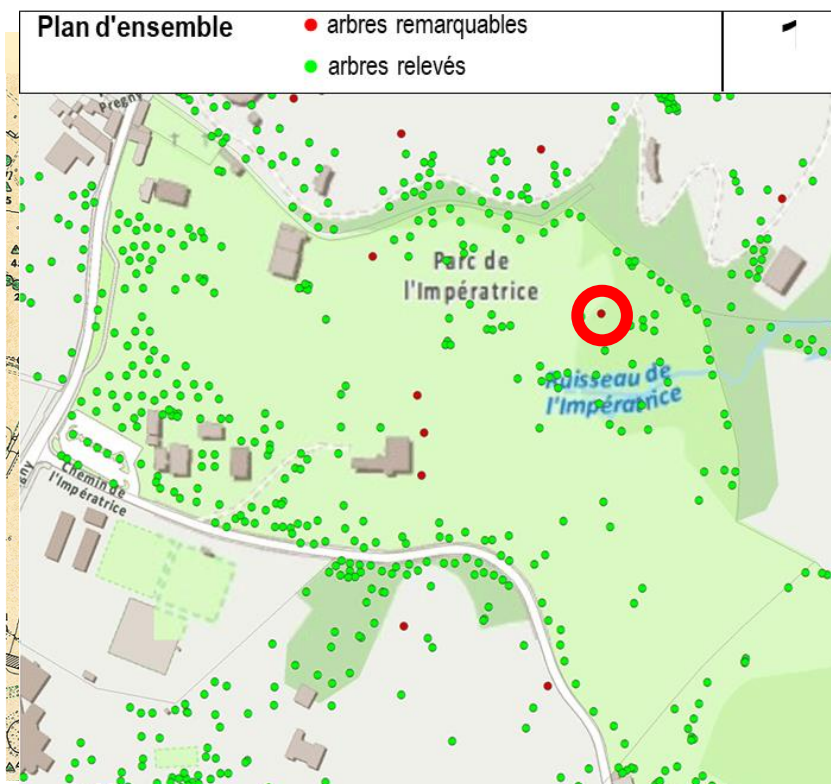 Plan d'ensemble
arbres remarquables
arbres relevés
1
Pregny
Parc de
l'Impératrice
Ruisseau de
l'Impératrice
Chemin de
l'Impératrice